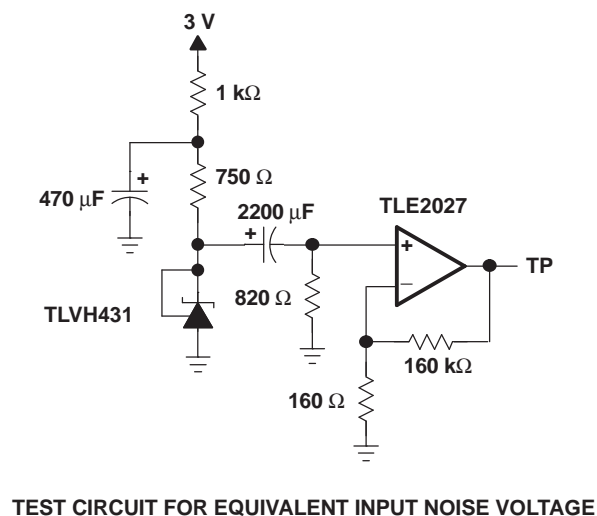 3 V
1 kΩ
+
750 Ω
470 µF
2200 µF
+
TLE2027
+
−
TP
820 Ω
TLVH431
160 kΩ
160 Ω
TEST CIRCUIT FOR EQUIVALENT INPUT NOISE VOLTAGE